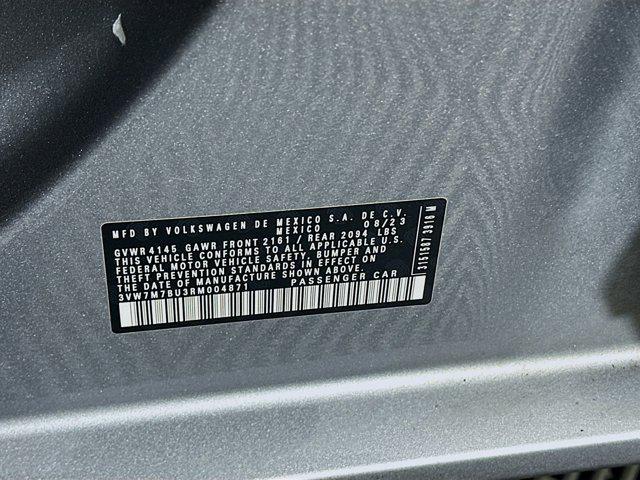 MFD BY VOLKSWAGEN DE MEXICO S.A. DE C.V.
MEXICO 08/23
GVWR 4145 GAWR FRONT 2161 / REAR 2094 LBS
THIS VEHICLE CONFORMS TO ALL APPLICABLE U.S.
FEDERAL MOTOR VEHICLE SAFETY, BUMPER AND
THEFT PREVENTION STANDARDS IN EFFECT ON
THE DATE OF MANUFACTURE SHOWN ABOVE.
3VW7M7BU3RM004871 PASSENGER CAR
3151587 3916 M